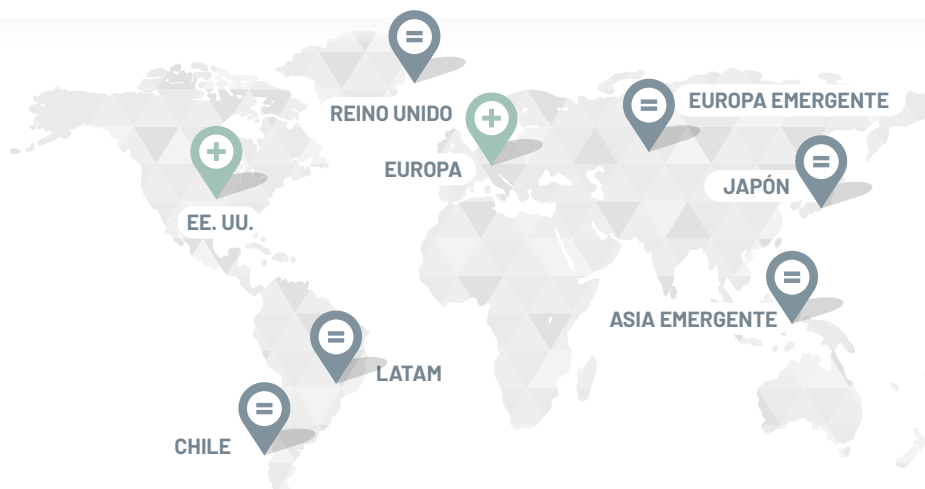 =
REINO UNIDO
=
EUROPA EMERGENTE
+
EUROPA
=
JAPÓN
+
EE. UU.
=
ASIA EMERGENTE
=
LATAM
=
CHILE